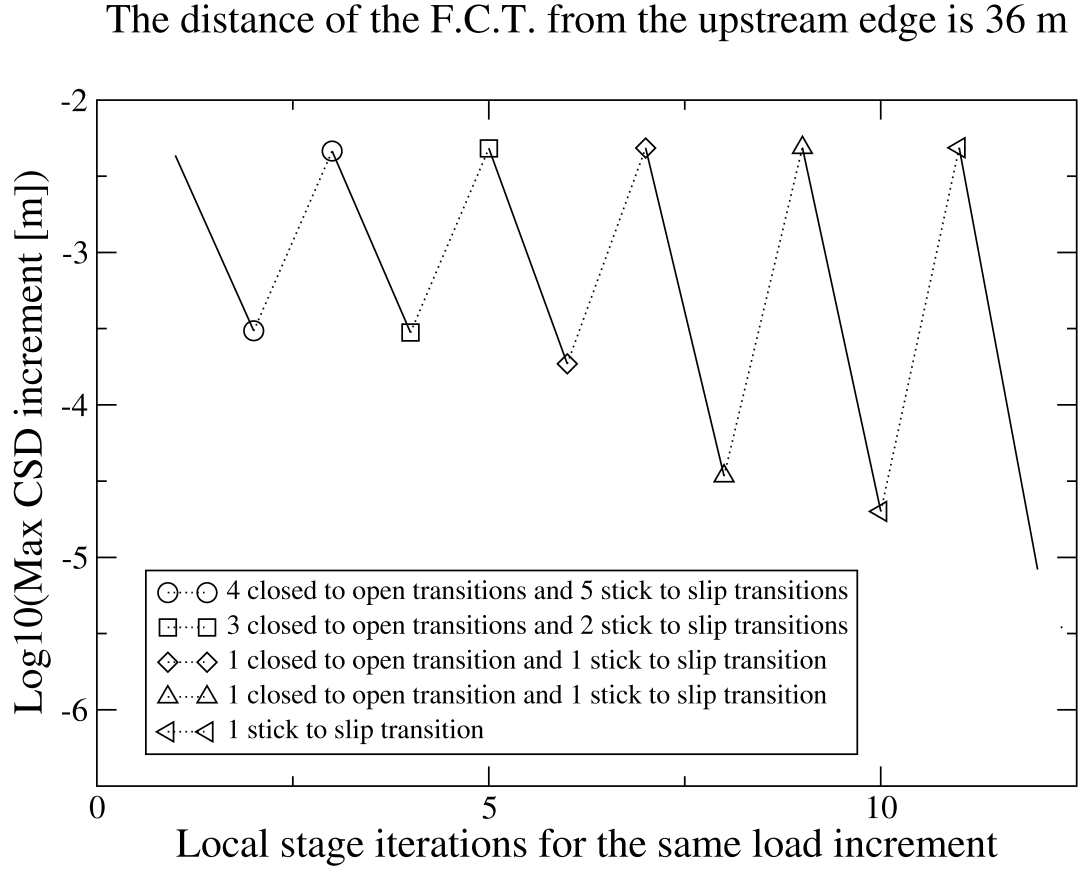 The distance of the F.C.T. from the upstream edge is 36 m
-2
-3
-4
-5
-6
Log10(Max CSD increment [m])
4 closed to open transitions and 5 stick to slip transitions
3 closed to open transitions and 2 stick to slip transitions
1 closed to open transition and 1 stick to slip transition
1 closed to open transition and 1 stick to slip transition
1 stick to slip transition
0 5 10
Local stage iterations for the same load increment